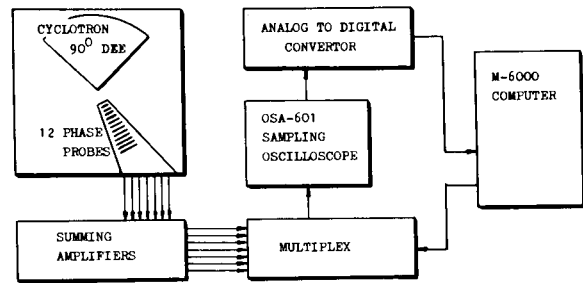 CYCLOTRON
90° DEE
12 PHASE
PROBES
ANALOG TO DIGITAL
CONVERTOR
M-6000
COMPUTER
OSA-601
SAMPLING
OSCILLOSCOPE
SUMMING
AMPLIFIERS
MULTIPLEX